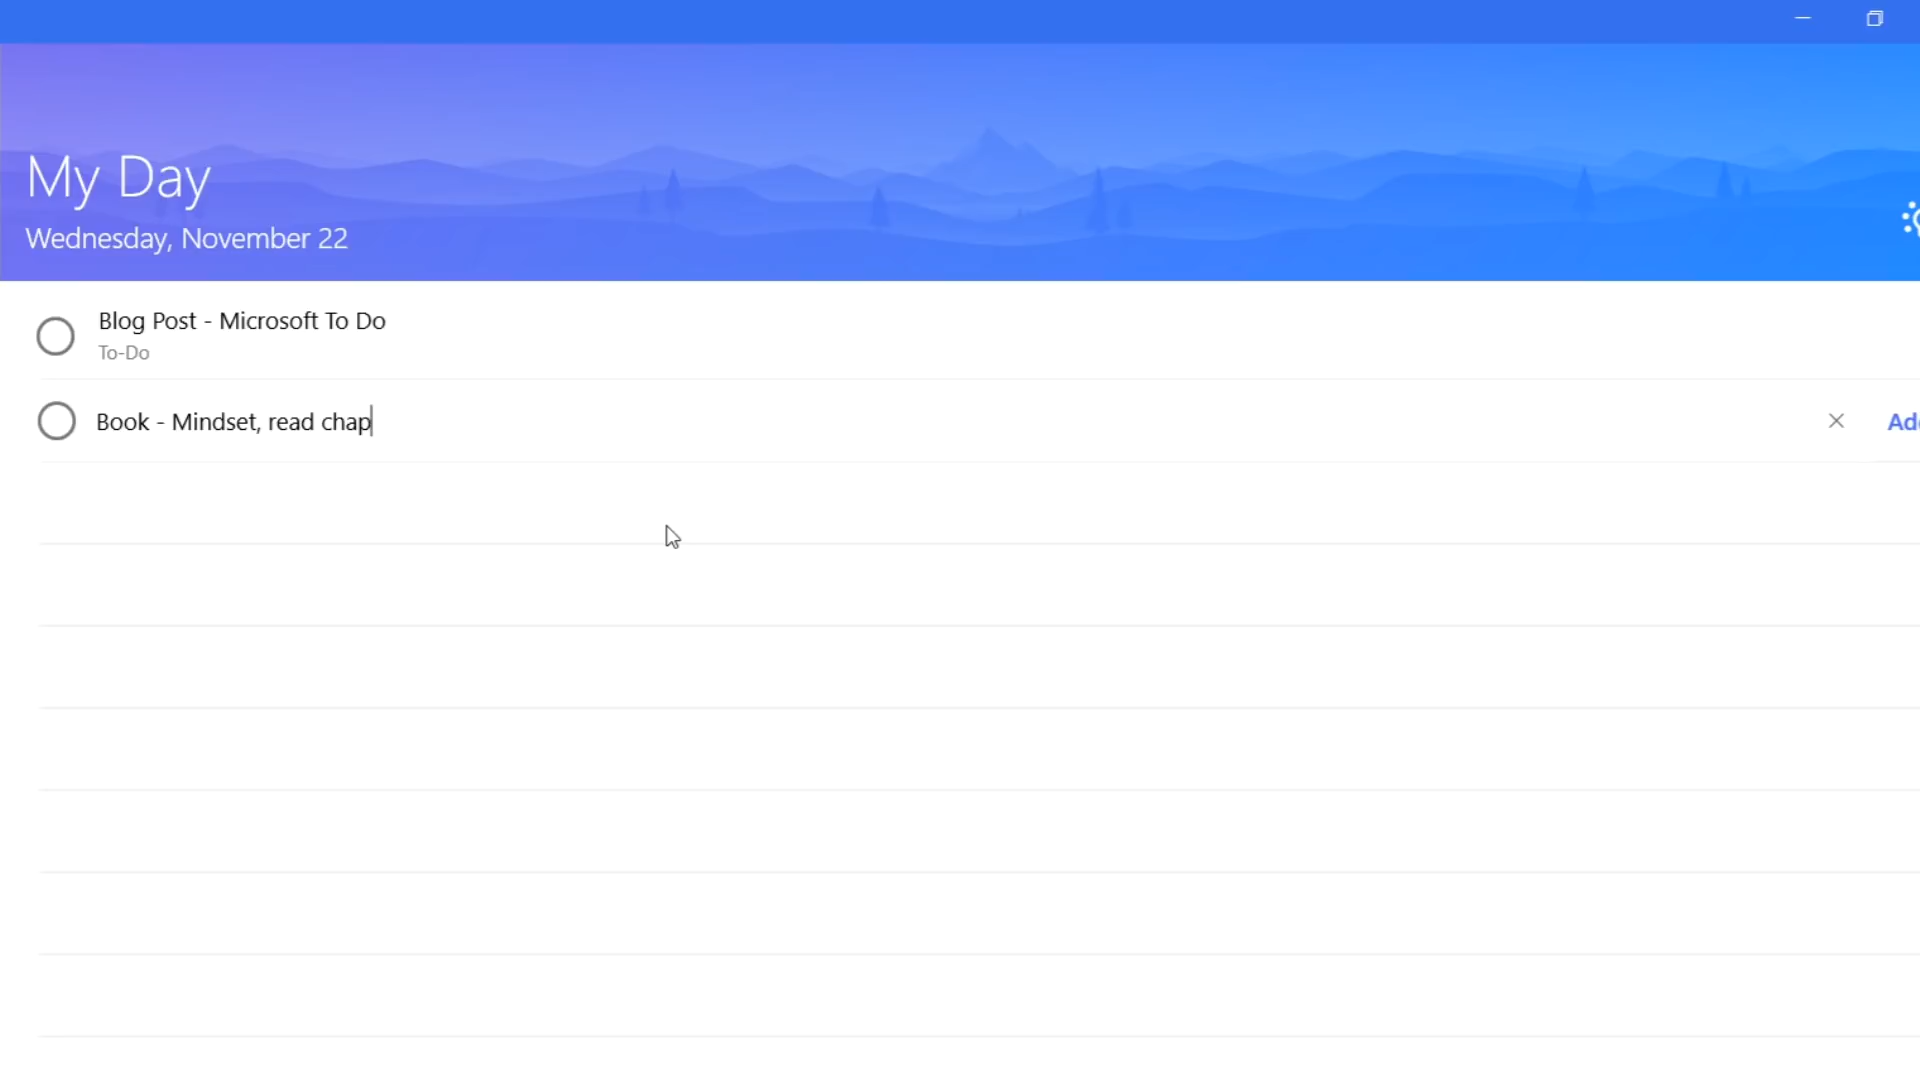 My Day
Wednesday, November 22
Blog Post - Microsoft To Do
To-Do
Book - Mindset, read chap